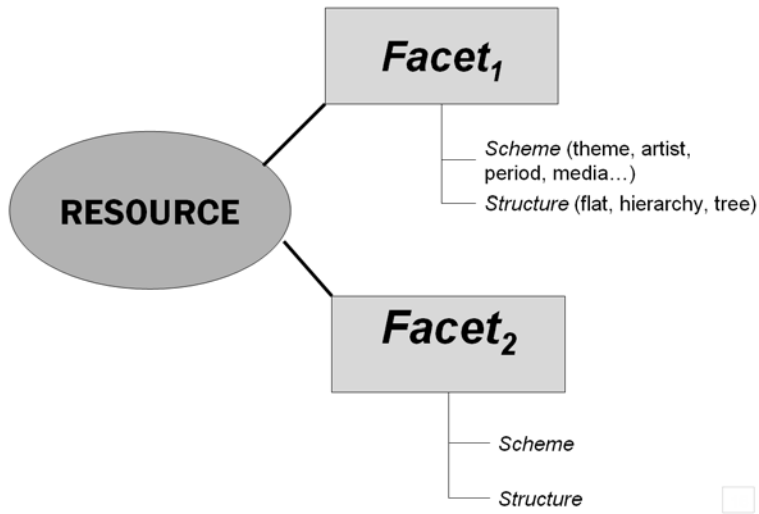 Facet1
Scheme (theme, artist,
period, media…)
Structure (flat, hierarchy, tree)
RESOURCE
Facet2
Scheme
Structure